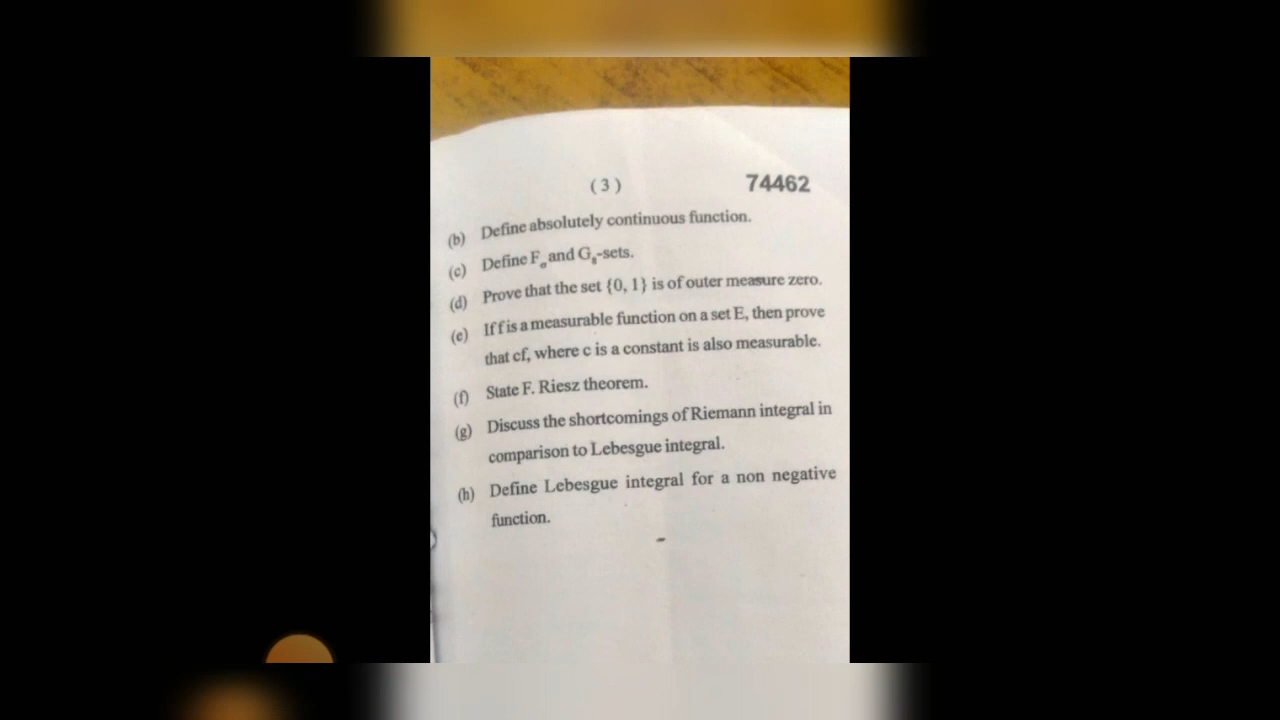 (3) 74462
(b) Define absolutely continuous function.
(c) Define Fσ and Gδ-sets.
(d) Prove that the set {0, 1} is of outer measure zero.
(e) If f is a measurable function on a set E, then prove
that cf, where c is a constant is also measurable.
(f) State F. Riesz theorem.
(g) Discuss the shortcomings of Riemann integral in
comparison to Lebesgue integral.
(h) Define Lebesgue integral for a non negative
function.